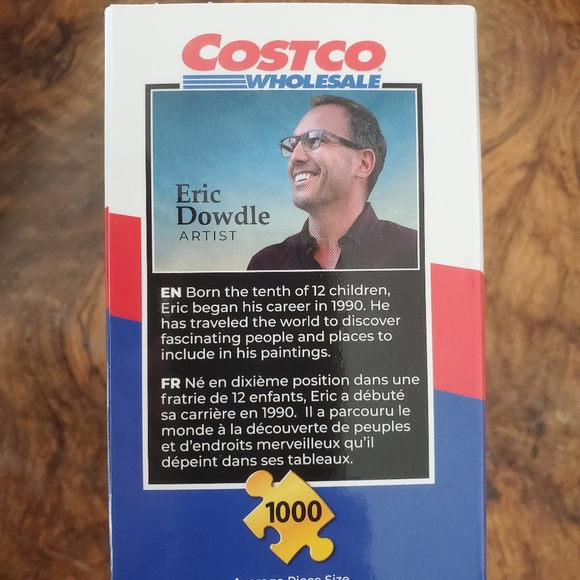 COSTCO
WHOLESALE
Eric
Dowdle
ARTIST
EN Born the tenth of 12 children,
Eric began his career in 1990. He
has traveled the world to discover
fascinating people and places to
include in his paintings.
FR Né en dixième position dans une
fratrie de 12 enfants, Eric a débuté
sa carrière en 1990. Il a parcouru le
monde à la découverte de peuples
et d'endroits merveilleux qu'il
dépeint dans ses tableaux.
1000
Average Piece Size